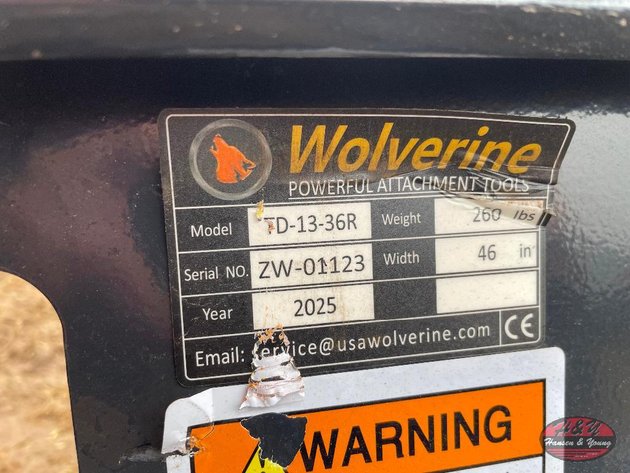 Wolverine
POWERFUL ATTACHMENT TOOLS
Model TD-13-36R Weight 260 lbs
Serial NO. ZW-01123 Width 46 in
Year 2025
Email: service@usawolverine.com CE
WARNING
H&Y
Hansen & Young